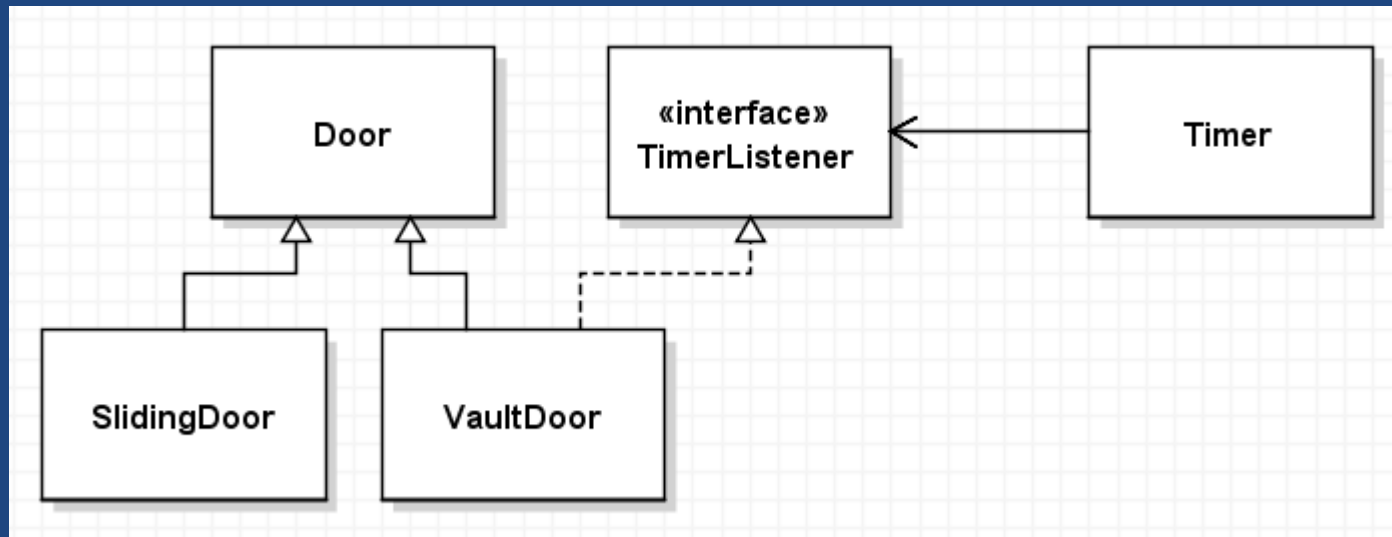 Door
«interface»
TimerListener
Timer
SlidingDoor
VaultDoor